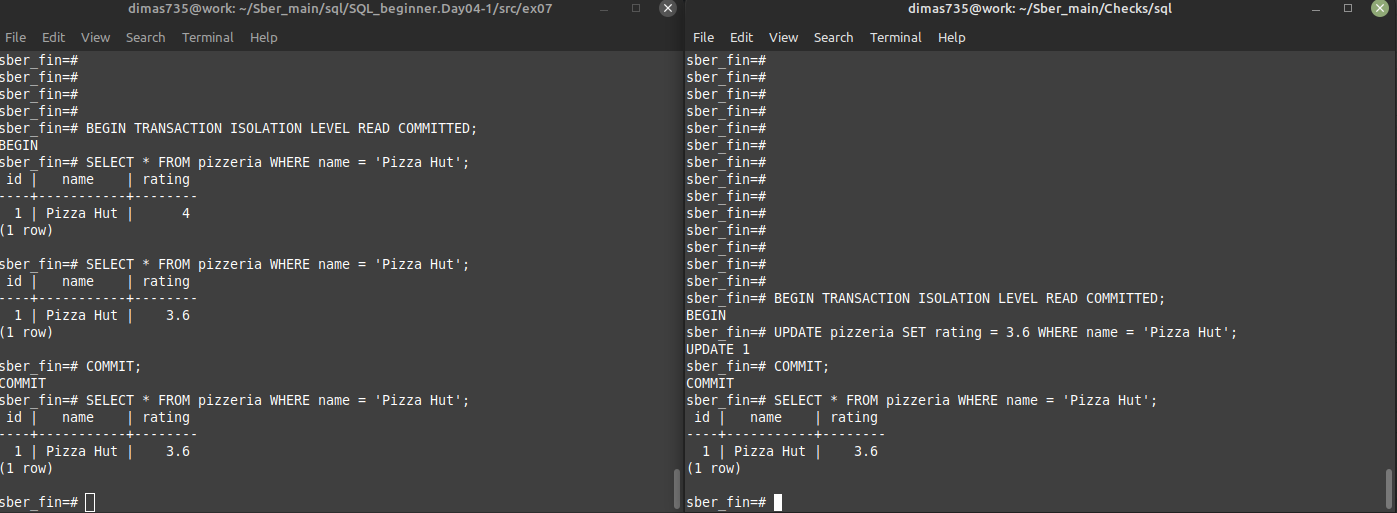 dimas735@work: ~/Sber_main/sql/SQL_beginner.Day04-1/src/ex07
File Edit View Search Terminal Help
sber_fin=#
sber_fin=#
sber_fin=#
sber_fin=#
sber_fin=# BEGIN TRANSACTION ISOLATION LEVEL READ COMMITTED;
BEGIN
sber_fin=# SELECT * FROM pizzeria WHERE name = 'Pizza Hut';
 id |   name    | rating
----+-----------+--------
  1 | Pizza Hut |      4
(1 row)

sber_fin=# SELECT * FROM pizzeria WHERE name = 'Pizza Hut';
 id |   name    | rating
----+-----------+--------
  1 | Pizza Hut |    3.6
(1 row)

sber_fin=# COMMIT;
COMMIT
sber_fin=# SELECT * FROM pizzeria WHERE name = 'Pizza Hut';
 id |   name    | rating
----+-----------+--------
  1 | Pizza Hut |    3.6
(1 row)

sber_fin=#
dimas735@work: ~/Sber_main/Checks/sql
File Edit View Search Terminal Help
sber_fin=#
sber_fin=#
sber_fin=#
sber_fin=#
sber_fin=#
sber_fin=#
sber_fin=#
sber_fin=#
sber_fin=#
sber_fin=#
sber_fin=#
sber_fin=#
sber_fin=#
sber_fin=#
sber_fin=# BEGIN TRANSACTION ISOLATION LEVEL READ COMMITTED;
BEGIN
sber_fin=# UPDATE pizzeria SET rating = 3.6 WHERE name = 'Pizza Hut';
UPDATE 1
sber_fin=# COMMIT;
COMMIT
sber_fin=# SELECT * FROM pizzeria WHERE name = 'Pizza Hut';
 id |   name    | rating
----+-----------+--------
  1 | Pizza Hut |    3.6
(1 row)

sber_fin=#